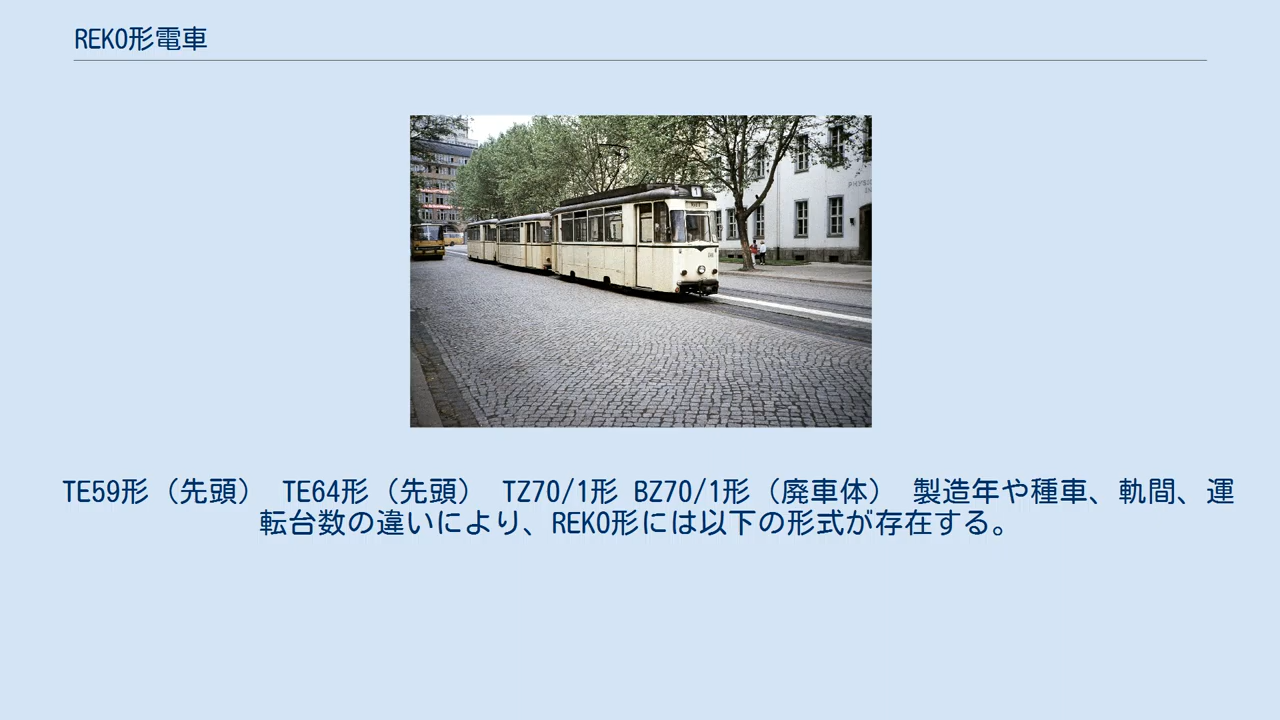 REKO形電車
1
PHYSI
TE59形（先頭） TE64形（先頭） TZ70/1形 BZ70/1形（廃車体） 製造年や種車、軌間、運
転台数の違いにより、REKO形には以下の形式が存在する。